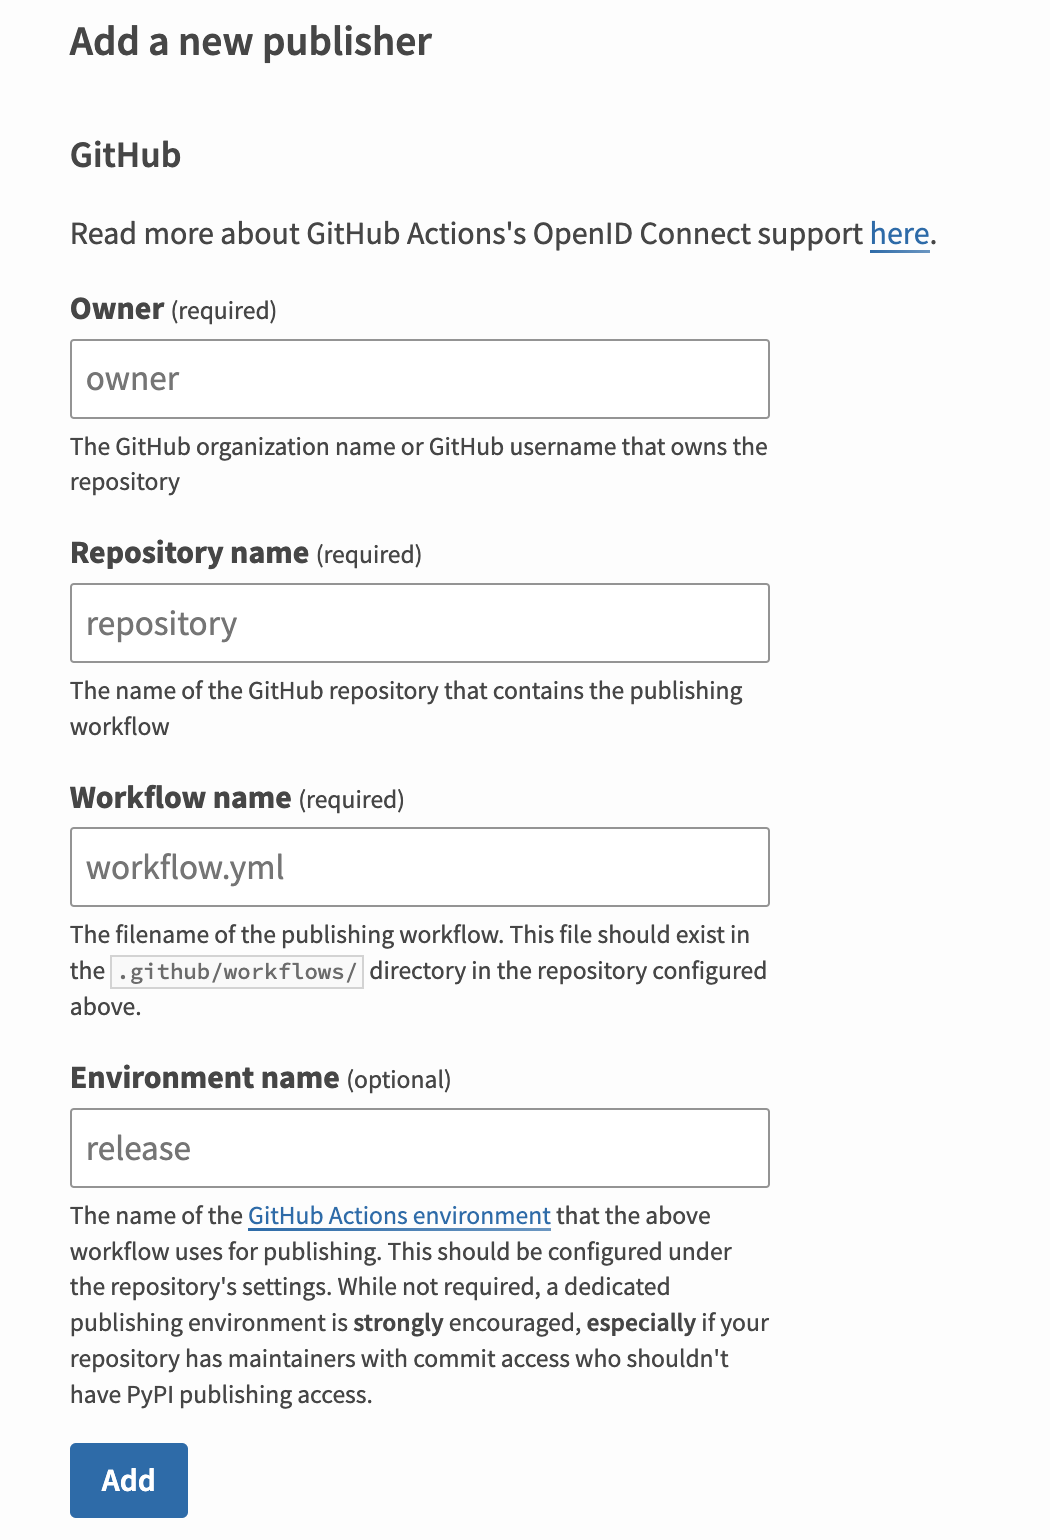 Add a new publisher
GitHub
Read more about GitHub Actions's OpenID Connect support here.
Owner (required)
owner
The GitHub organization name or GitHub username that owns the
repository
Repository name (required)
repository
The name of the GitHub repository that contains the publishing
workflow
Workflow name (required)
workflow.yml
The filename of the publishing workflow. This file should exist in
the .github/workflows/ directory in the repository configured
above.
Environment name (optional)
release
The name of the GitHub Actions environment that the above
workflow uses for publishing. This should be configured under
the repository's settings. While not required, a dedicated
publishing environment is strongly encouraged, especially if your
repository has maintainers with commit access who shouldn't
have PyPI publishing access.
Add